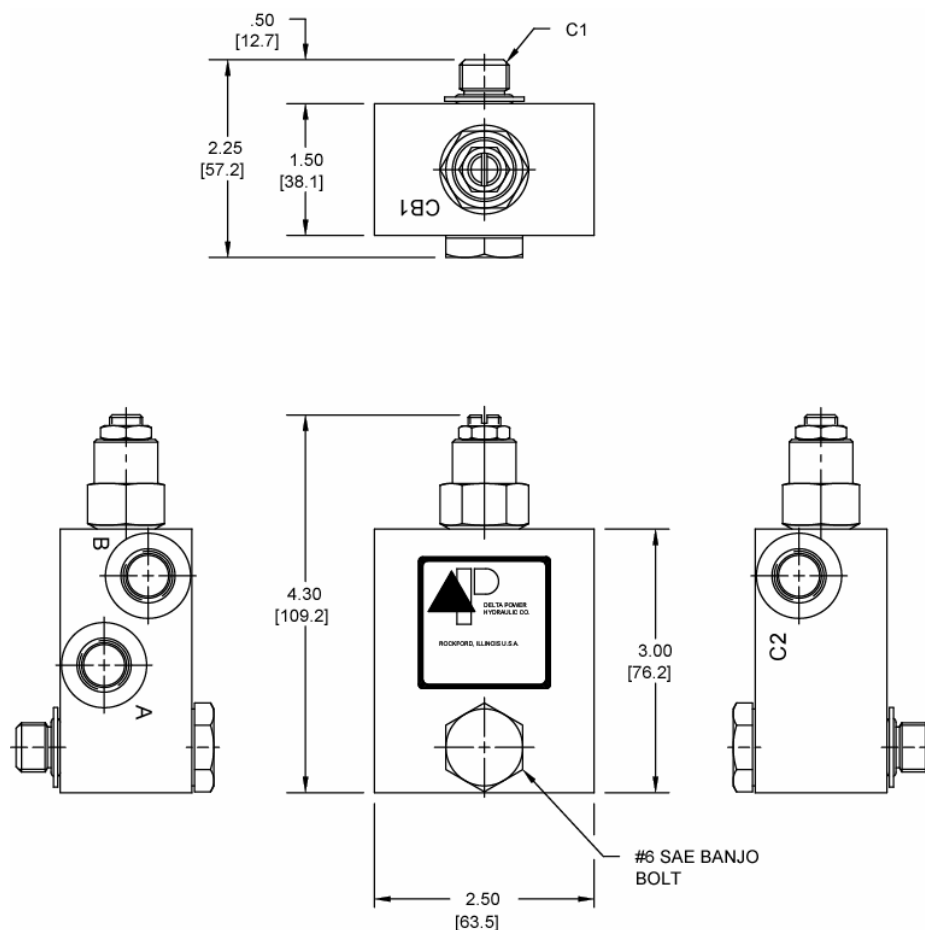 .50
[12.7]
C1
2.25
[57.2]
1.50
[38.1]
CB1
B
A
4.30
[109.2]
DELTA POWER
HYDRAULIC CO.
ROCKFORD, ILLINOIS U.S.A.
3.00
[76.2]
C2
#6 SAE BANJO
BOLT
2.50
[63.5]